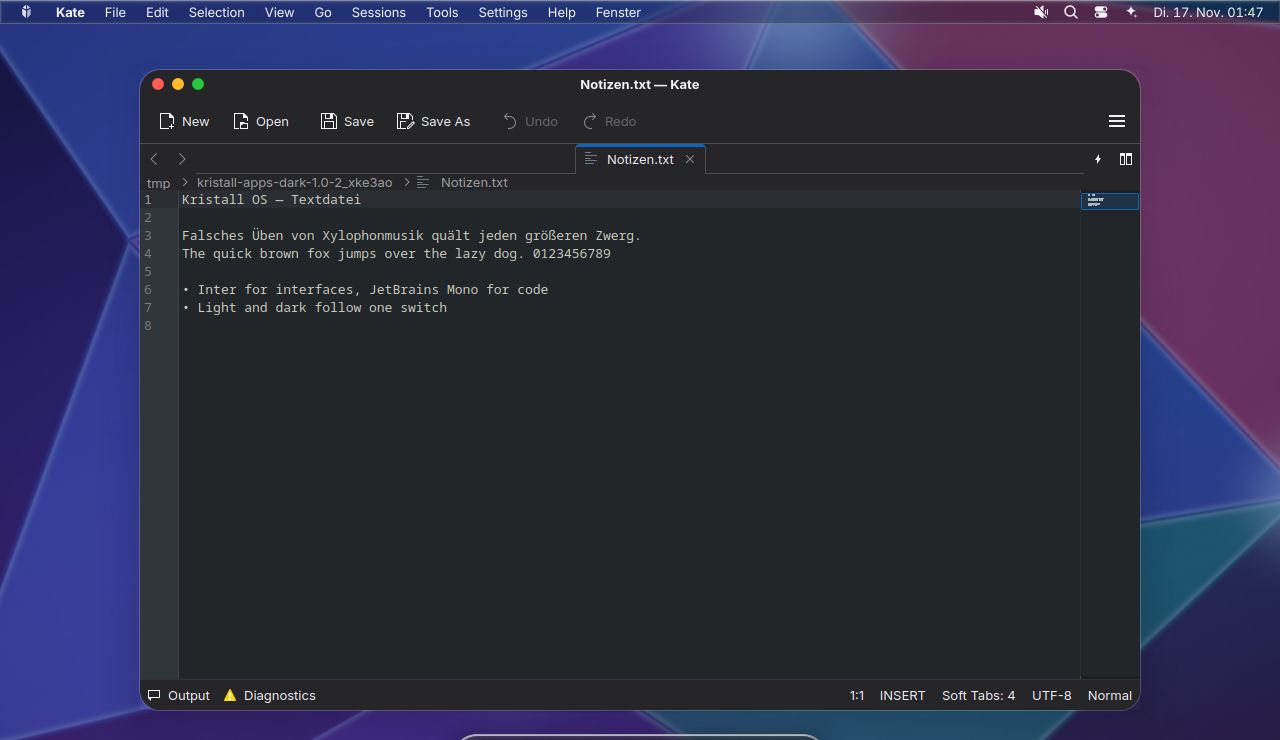 Kate File Edit Selection View Go Sessions Tools Settings Help Fenster Di. 17. Nov. 01:47
Notizen.txt — Kate
New Open Save Save As Undo Redo
Notizen.txt
tmp kristall-apps-dark-1.0-2_xke3ao Notizen.txt
1 Kristall OS — Textdatei
2
3 Falsches Üben von Xylophonmusik quält jeden größeren Zwerg.
4 The quick brown fox jumps over the lazy dog. 0123456789
5
6 • Inter for interfaces, JetBrains Mono for code
7 • Light and dark follow one switch
8
Output Diagnostics 1:1 INSERT Soft Tabs: 4 UTF-8 Normal